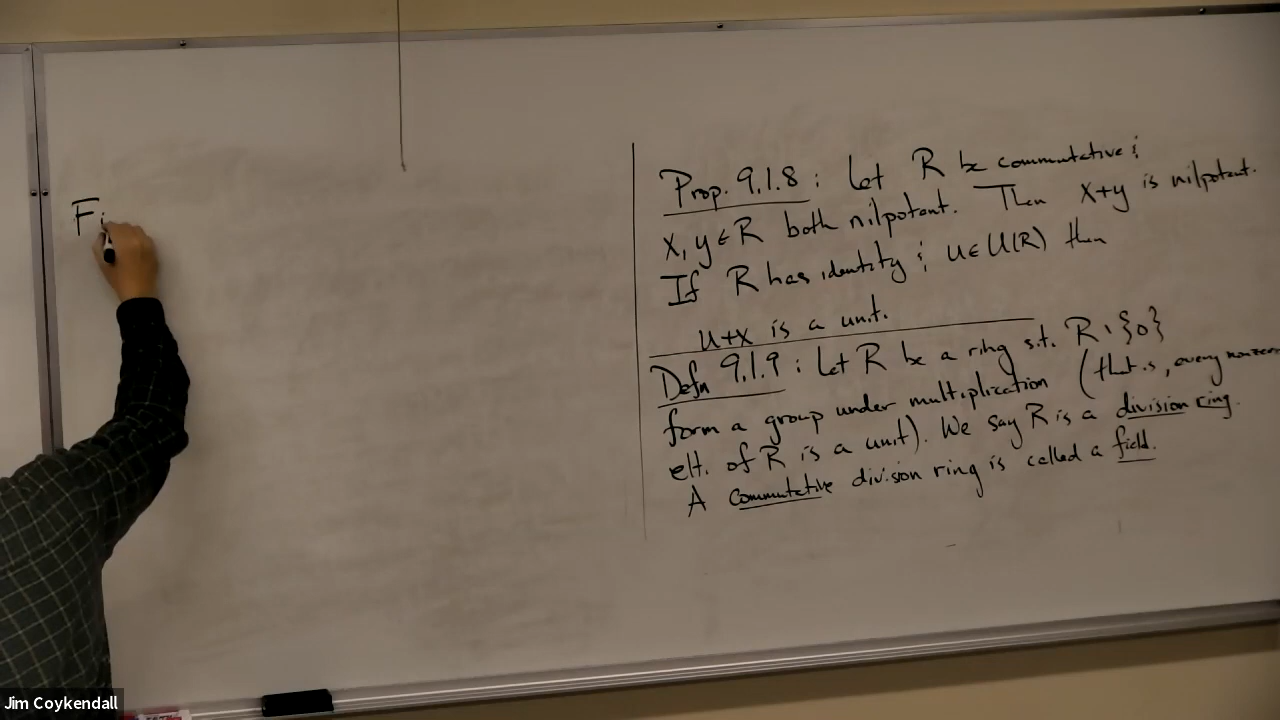 Fi
Prop. 9.1.8: Let R be commutative ;
x, y ∈ R both nilpotent. Then x+y is nilpotent.
If R has identity ; u ∈ U(R) then
u+x is a unit.
Defn 9.1.9: Let R be a ring s.t. R \ {0}
form a group under multiplication (that is, every nonzero
elt. of R is a unit). We say R is a division ring.
A commutative division ring is called a field.
Jim Coykendall